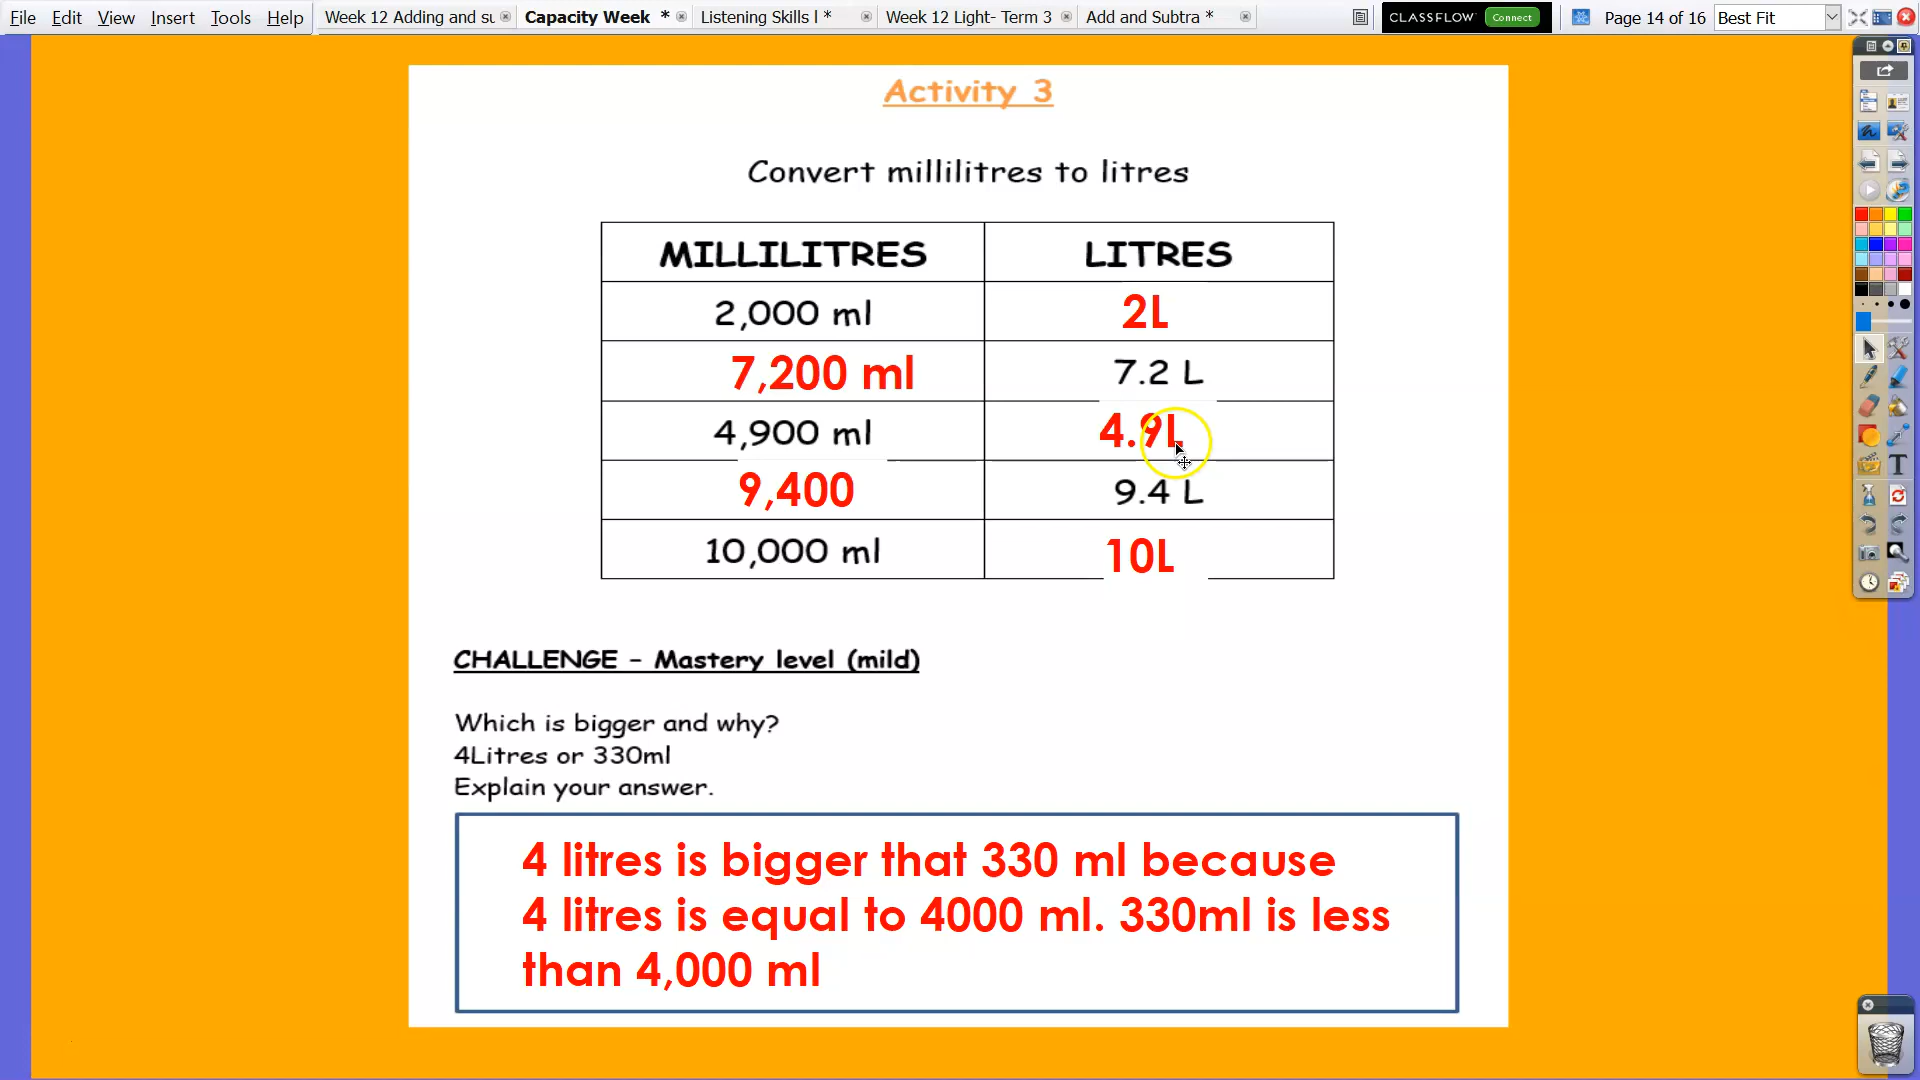 File Edit View Insert Tools Help Week 12 Adding and su Capacity Week * Listening Skills l * Week 12 Light- Term 3 Add and Subtra * CLASSFLOW Connect Page 14 of 16 Best Fit
Activity 3
Convert millilitres to litres
MILLILITRES LITRES
2,000 ml 2L
7,200 ml 7.2 L
4,900 ml 4.9L
9,400 9.4 L
10,000 ml 10L
CHALLENGE – Mastery level (mild)
Which is bigger and why?
4Litres or 330ml
Explain your answer.
4 litres is bigger that 330 ml because
4 litres is equal to 4000 ml. 330ml is less
than 4,000 ml